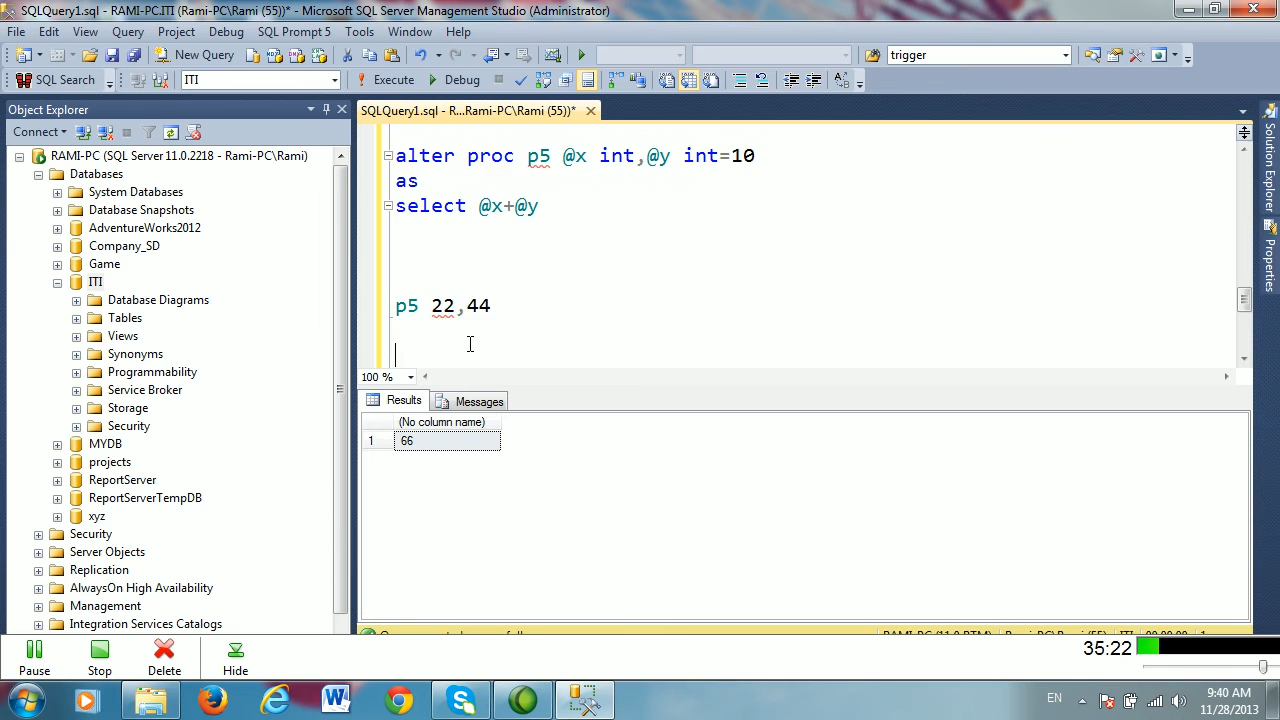 SQLQuery1.sql - RAMI-PC.ITI (Rami-PC\Rami (55))* - Microsoft SQL Server Management Studio (Administrator)
File Edit View Query Project Debug SQL Prompt 5 Tools Window Help
New Query trigger
SQL Search ITI Execute Debug
Object Explorer
Connect
RAMI-PC (SQL Server 11.0.2218 - Rami-PC\Rami)
Databases
System Databases
Database Snapshots
AdventureWorks2012
Company_SD
Game
ITI
Database Diagrams
Tables
Views
Synonyms
Programmability
Service Broker
Storage
Security
MYDB
projects
ReportServer
ReportServerTempDB
xyz
Security
Server Objects
Replication
AlwaysOn High Availability
Management
Integration Services Catalogs
SQLQuery1.sql - R...Rami-PC\Rami (55))*
alter proc p5 @x int,@y int=10
as
select @x+@y
p5 22,44
100 %
Results Messages
(No column name)
1 66
Solution Explorer
Properties
Pause Stop Delete Hide
35:22
EN
9:40 AM
11/28/2013